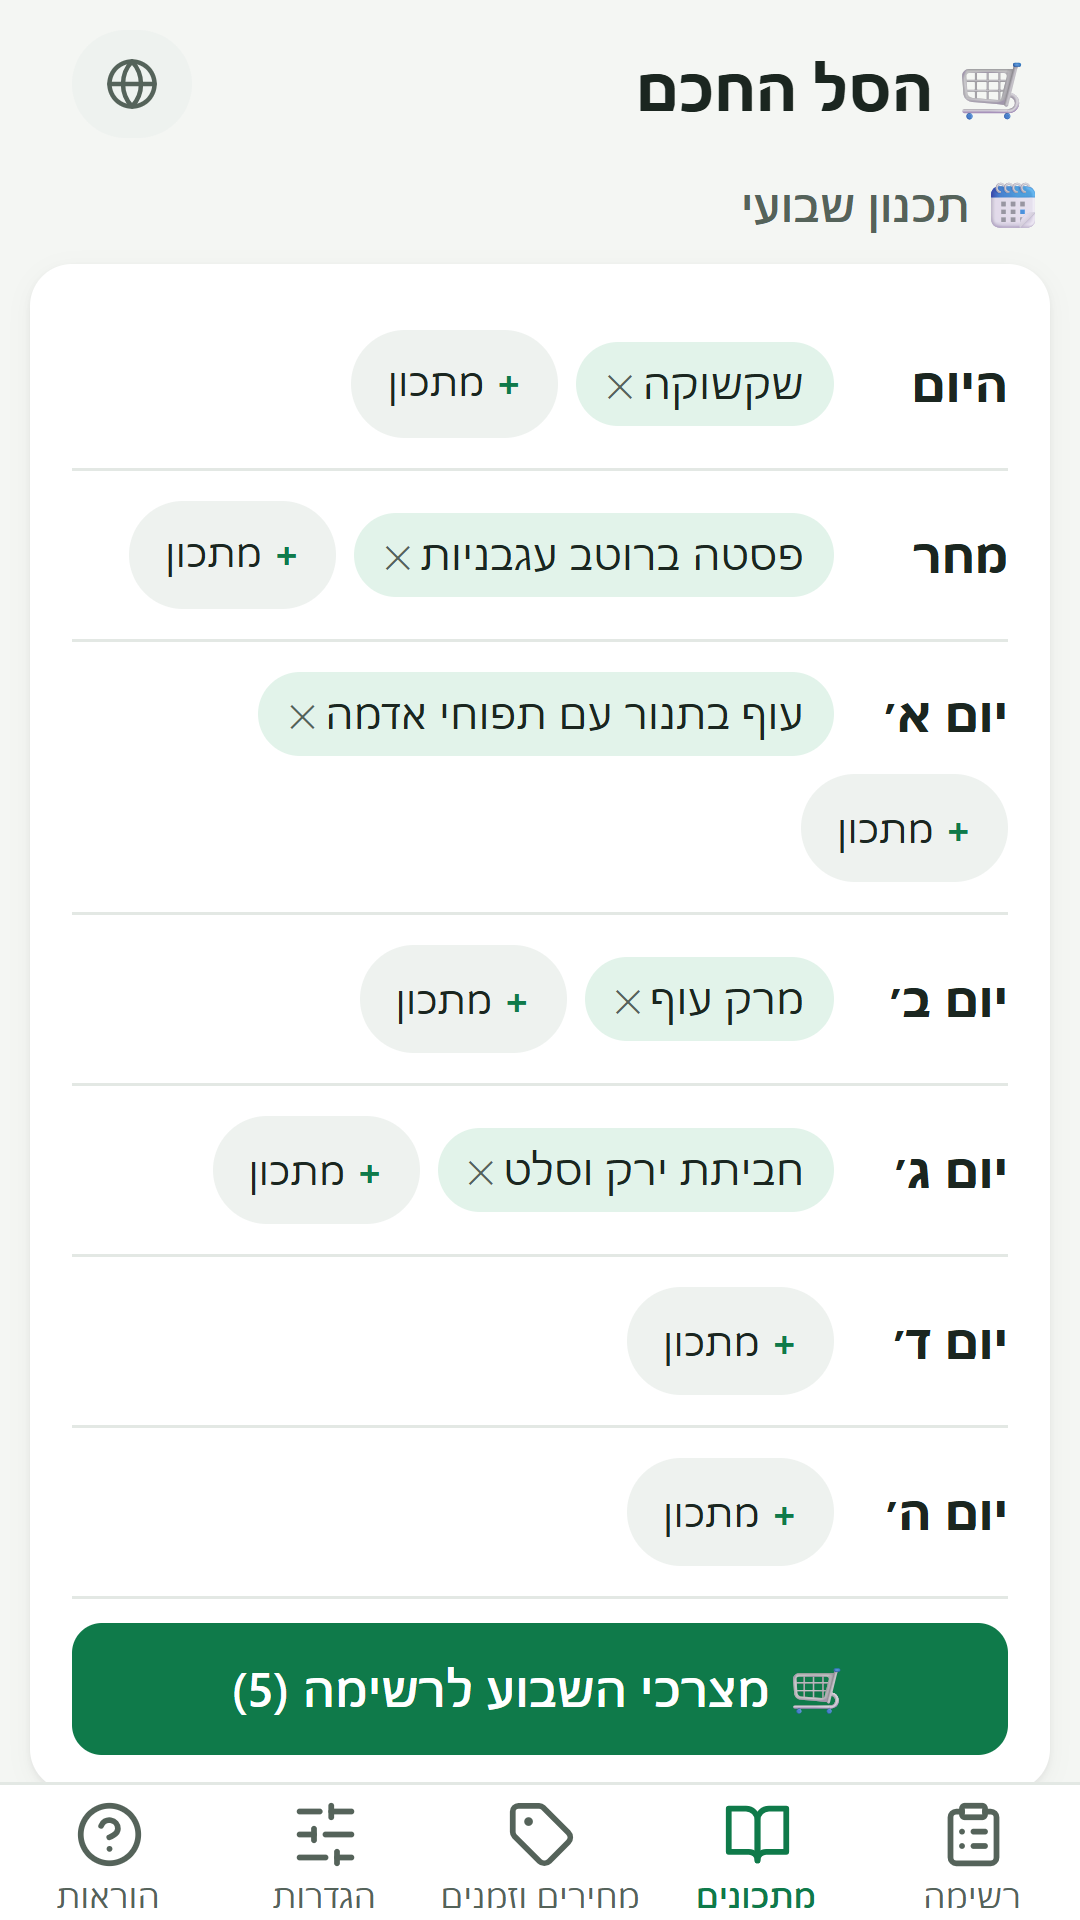 🛒 הסל החכם
🗓️ תכנון שבועי
היום שקשוקה × + מתכון
מחר פסטה ברוטב עגבניות × + מתכון
יום א׳ עוף בתנור עם תפוחי אדמה ×
+ מתכון
יום ב׳ מרק עוף × + מתכון
יום ג׳ חביתת ירק וסלט × + מתכון
יום ד׳ + מתכון
יום ה׳ + מתכון
🛒 מצרכי השבוע לרשימה (5)
רשימה מתכונים מחירים וזמנים הגדרות הוראות